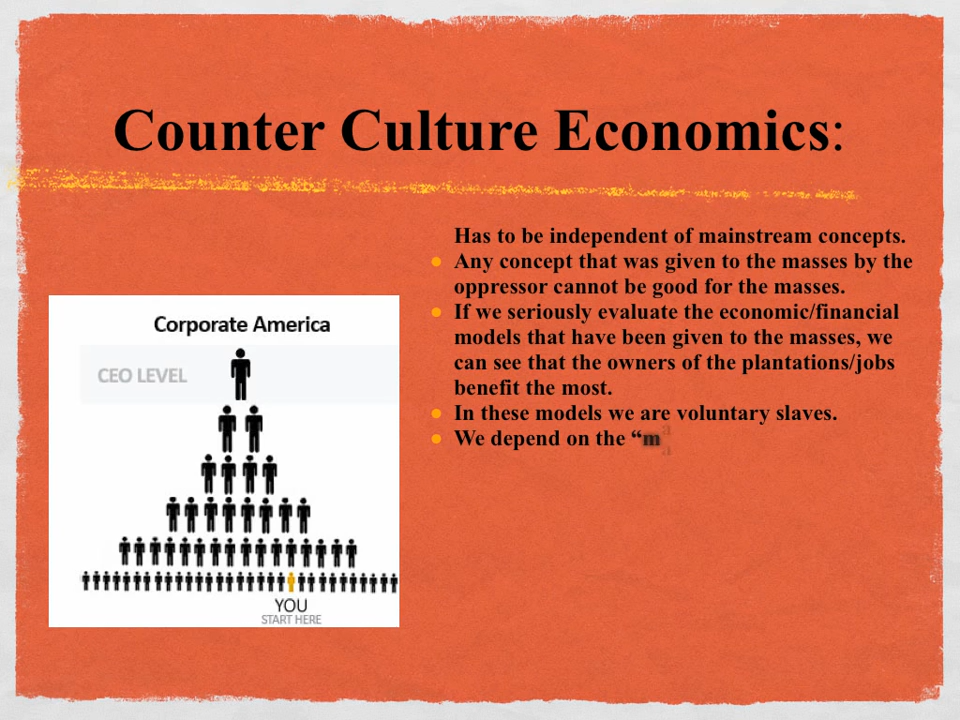 Counter Culture Economics:
Has to be independent of mainstream concepts.
Any concept that was given to the masses by the
oppressor cannot be good for the masses.
If we seriously evaluate the economic/financial
models that have been given to the masses, we
can see that the owners of the plantations/jobs
benefit the most.
In these models we are voluntary slaves.
We depend on the “m
Corporate America
CEO LEVEL
YOU
START HERE